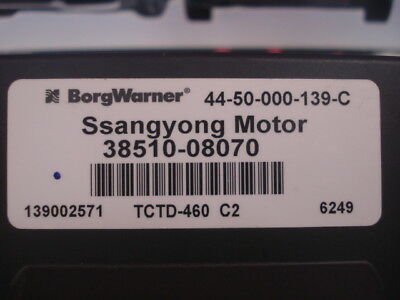 BorgWarner® 44-50-000-139-C
Ssangyong Motor
38510-08070
139002571 TCTD-460 C2 6249